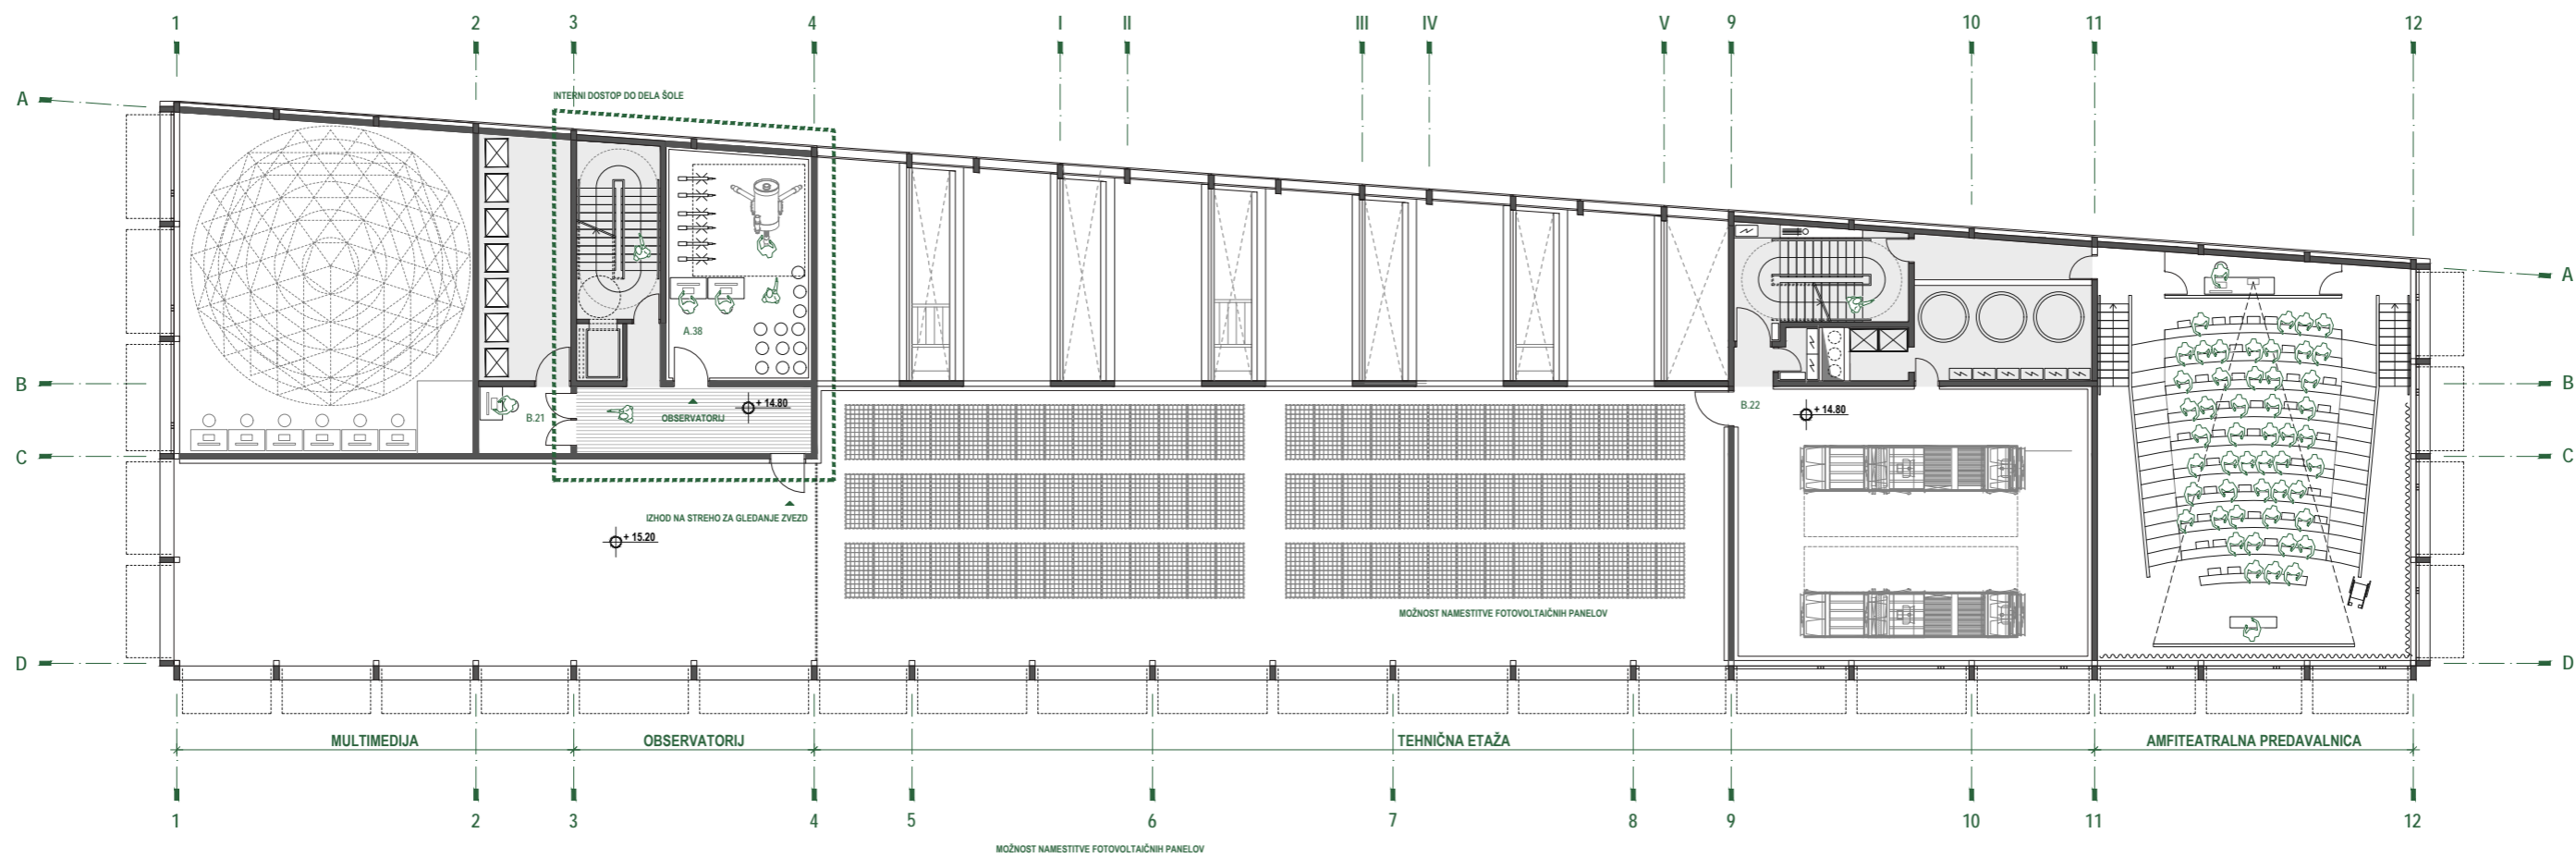 1 2 3 4 I II III IV V 9 10 11 12
A
INTERNI DOSTOP DO DELA ŠOLE
A
A.38
B
B
B.21
OBSERVATORIJ
+ 14.80
B.22
+ 14.80
C
C
IZHOD NA STREHO ZA GLEDANJE ZVEZD
+ 15.20
MOŽNOST NAMESTITVE FOTOVOLTAIČNIH PANELOV
D
D
MULTIMEDIJA OBSERVATORIJ TEHNIČNA ETAŽA AMFITEATRALNA PREDAVALNICA
1 2 3 4 5 6 7 8 9 10 11 12
MOŽNOST NAMESTITVE FOTOVOLTAIČNIH PANELOV